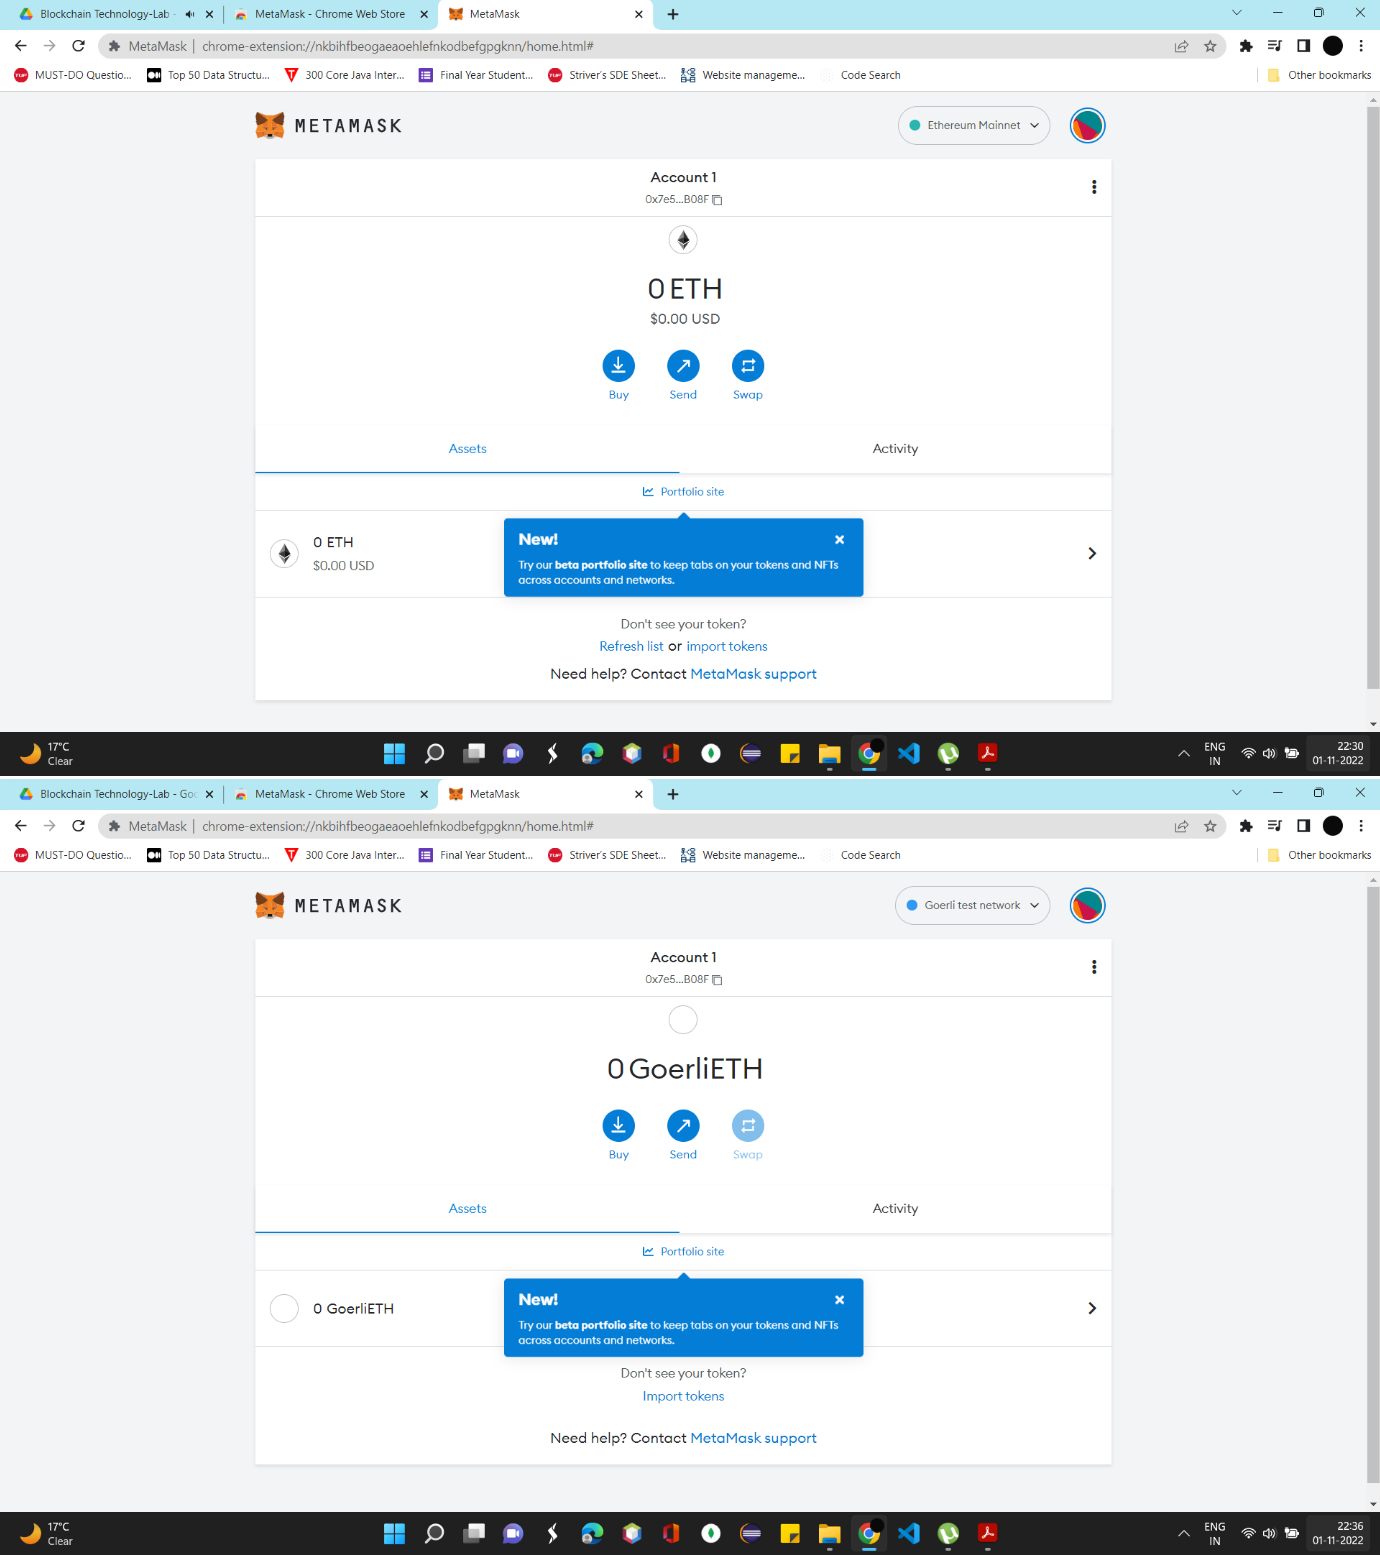 Blockchain Technology-Lab -
MetaMask - Chrome Web Store
MetaMask
MetaMask | chrome-extension://nkbihfbeogaeaoehlefnkodbefgpgknn/home.html#
MUST-DO Questio...
Top 50 Data Structu...
300 Core Java Inter...
Final Year Student...
Striver's SDE Sheet...
Website manageme...
Code Search
Other bookmarks
METAMASK
Ethereum Mainnet
Account 1
0x7e5...B08F
0 ETH
$0.00 USD
Buy
Send
Swap
Assets
Activity
Portfolio site
0 ETH
$0.00 USD
New!
Try our beta portfolio site to keep tabs on your tokens and NFTs
across accounts and networks.
Don't see your token?
Refresh list or import tokens
Need help? Contact MetaMask support
17°C
Clear
ENG
IN
22:30
01-11-2022
Blockchain Technology-Lab - Goo
MetaMask - Chrome Web Store
MetaMask
MetaMask | chrome-extension://nkbihfbeogaeaoehlefnkodbefgpgknn/home.html#
MUST-DO Questio...
Top 50 Data Structu...
300 Core Java Inter...
Final Year Student...
Striver's SDE Sheet...
Website manageme...
Code Search
Other bookmarks
METAMASK
Goerli test network
Account 1
0x7e5...B08F
0 GoerliETH
Buy
Send
Swap
Assets
Activity
Portfolio site
0 GoerliETH
New!
Try our beta portfolio site to keep tabs on your tokens and NFTs
across accounts and networks.
Don't see your token?
Import tokens
Need help? Contact MetaMask support
17°C
Clear
ENG
IN
22:36
01-11-2022